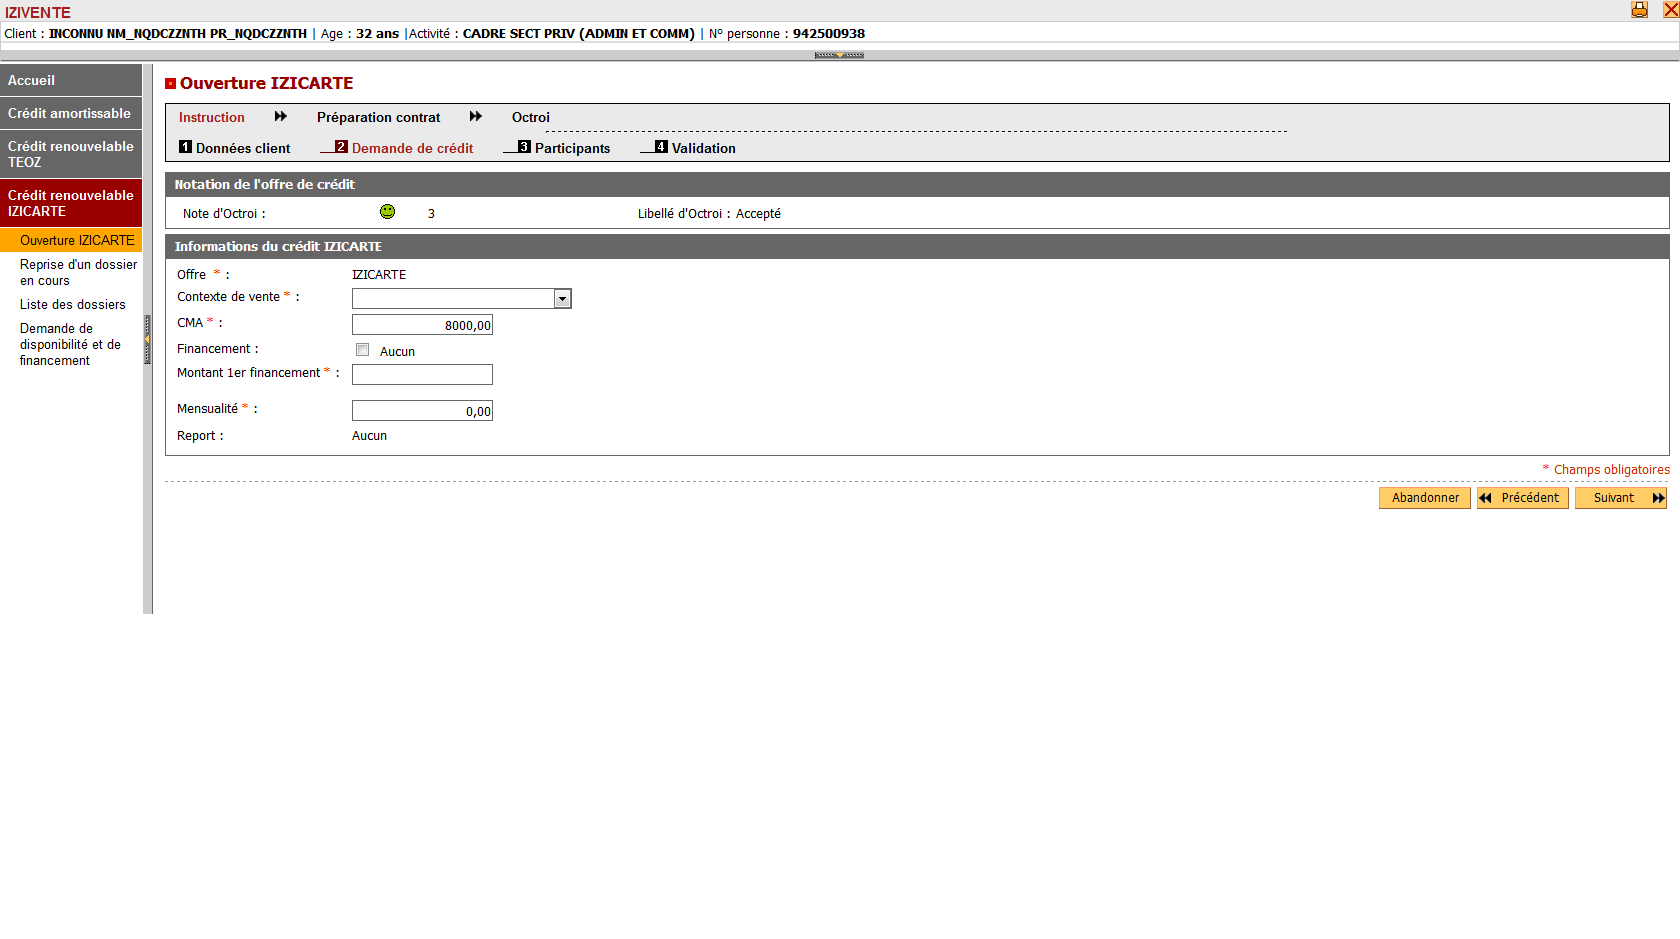 IZIVENTE
Client : INCONNU NM_NQDCZZNTH PR_NQDCZZNTH | Age : 32 ans |Activité : CADRE SECT PRIV (ADMIN ET COMM) | N° personne : 942500938
Accueil
Crédit amortissable
Crédit renouvelable
TEOZ
Crédit renouvelable
IZICARTE
Ouverture IZICARTE
Reprise d'un dossier
en cours
Liste des dossiers
Demande de
disponibilité et de
financement
Ouverture IZICARTE
Instruction Préparation contrat Octroi
1 Données client 2 Demande de crédit 3 Participants 4 Validation
Notation de l'offre de crédit
Note d'Octroi : 3 Libellé d'Octroi : Accepté
Informations du crédit IZICARTE
Offre * : IZICARTE
Contexte de vente * :
CMA * : 8000,00
Financement : Aucun
Montant 1er financement * :
Mensualité * : 0,00
Report : Aucun
* Champs obligatoires
Abandonner Précédent Suivant